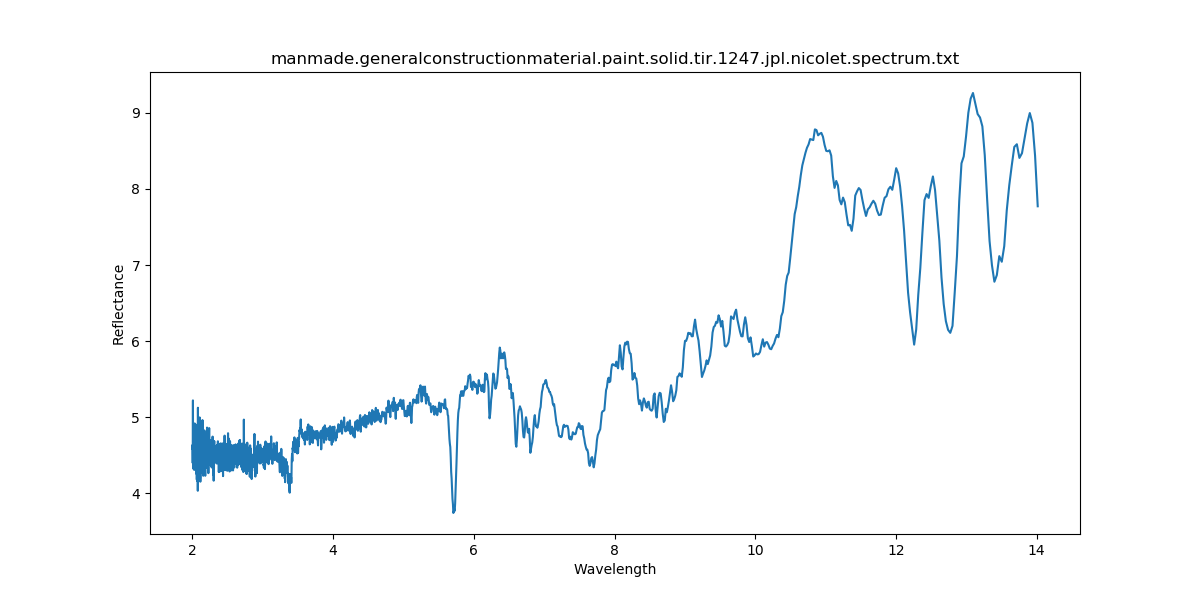 manmade.generalconstructionmaterial.paint.solid.tir.1247.jpl.nicolet.spectrum.txt
Reflectance
9
8
7
6
5
4
2 4 6 8 10 12 14
Wavelength